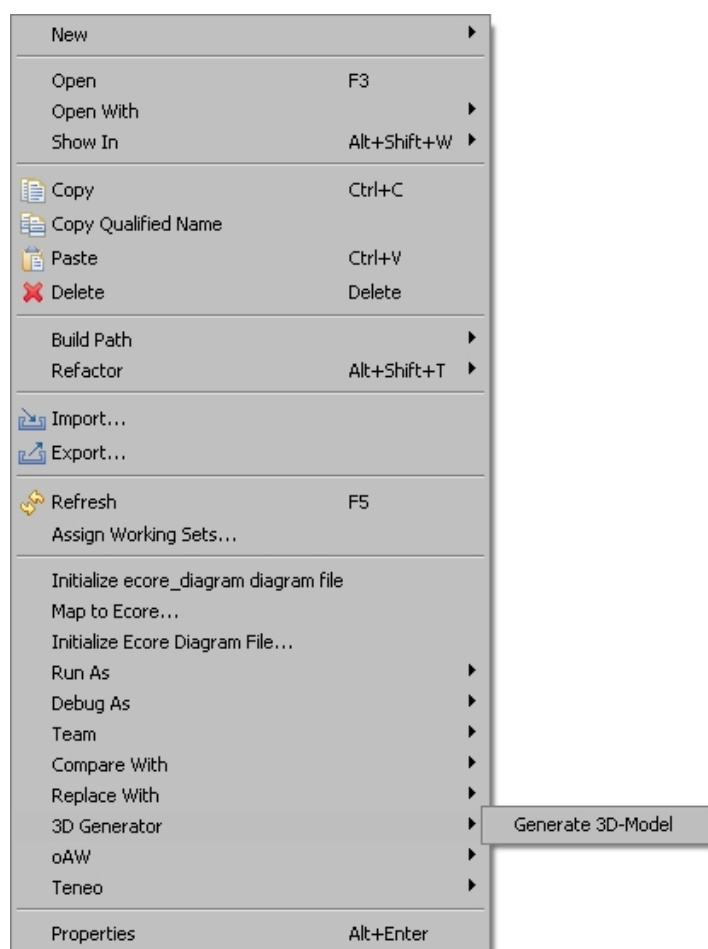 New
Open F3
Open With
Show In Alt+Shift+W
Copy Ctrl+C
Copy Qualified Name
Paste Ctrl+V
Delete Delete
Build Path
Refactor Alt+Shift+T
Import...
Export...
Refresh F5
Assign Working Sets...
Initialize ecore_diagram diagram file
Map to Ecore...
Initialize Ecore Diagram File...
Run As
Debug As
Team
Compare With
Replace With
3D Generator Generate 3D-Model
oAW
Teneo
Properties Alt+Enter